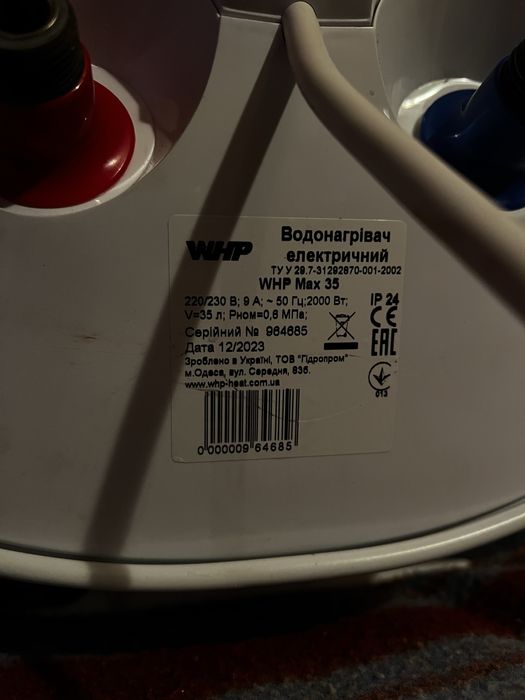 WHP
Водонагрівач
електричний
ТУ У 29.7-31292870-001-2002
WHP Max 35
220/230 В; 9 А; ~ 50 Гц;2000 Вт;
IP 24
V=35 л; Рном=0,6 МПа;
CE
Серійний № 964685
EAC
Дата 12/2023
Зроблено в Україні, ТОВ "Гідропром"
м.Одеса, вул. Середня, 83б.
www.whp-heat.com.ua
013
0 000009 64685